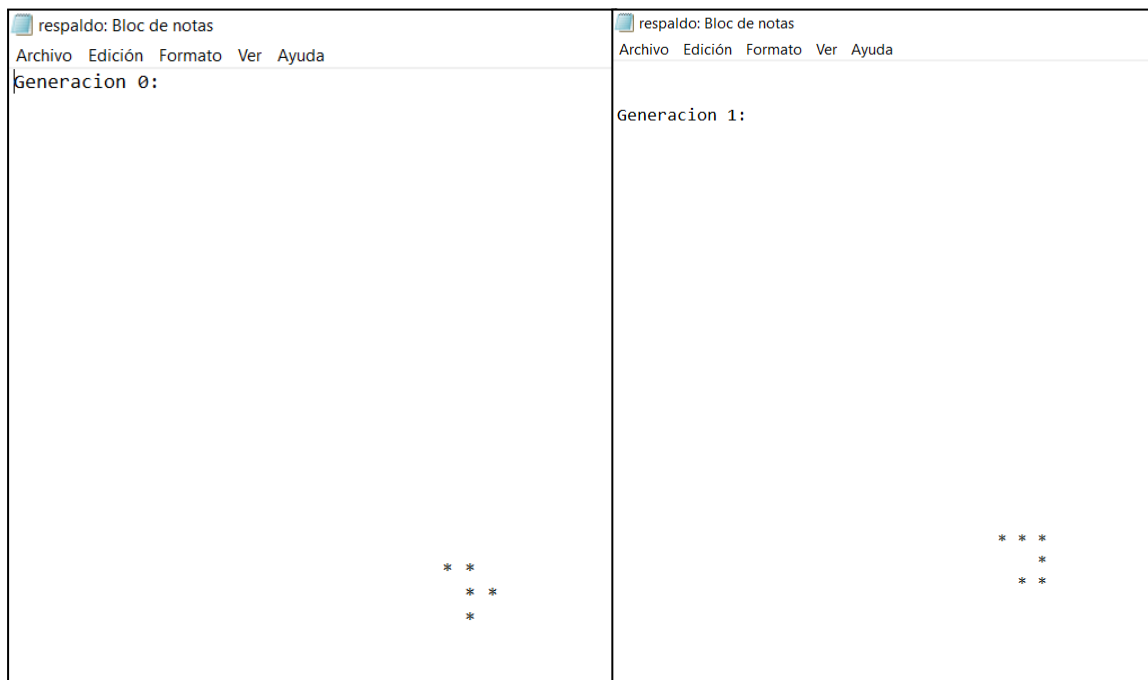 respaldo: Bloc de notas
Archivo Edición Formato Ver Ayuda
Generacion 0:
* *
* *
*
respaldo: Bloc de notas
Archivo Edición Formato Ver Ayuda
Generacion 1:
* * *
*
* *